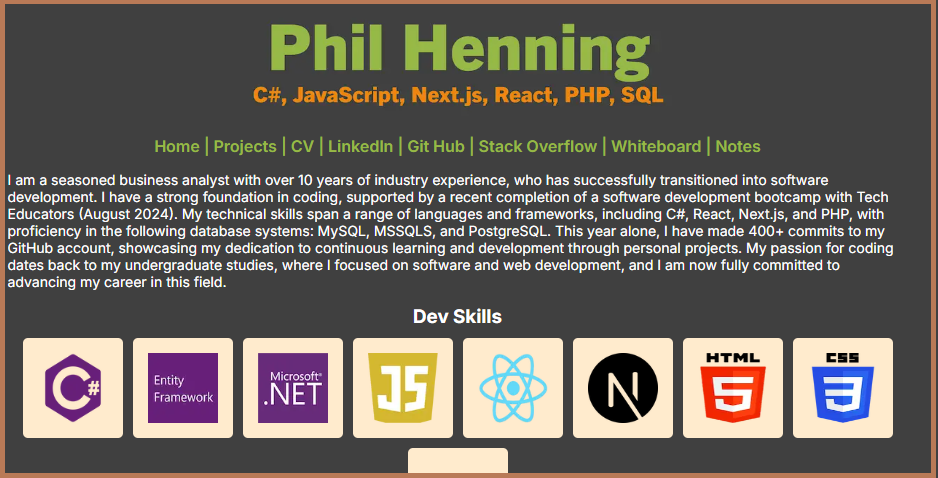 Phil Henning
C#, JavaScript, Next.js, React, PHP, SQL
Home | Projects | CV | LinkedIn | Git Hub | Stack Overflow | Whiteboard | Notes
I am a seasoned business analyst with over 10 years of industry experience, who has successfully transitioned into software
development. I have a strong foundation in coding, supported by a recent completion of a software development bootcamp with Tech
Educators (August 2024). My technical skills span a range of languages and frameworks, including C#, React, Next.js, and PHP, with
proficiency in the following database systems: MySQL, MSSQLS, and PostgreSQL. This year alone, I have made 400+ commits to my
GitHub account, showcasing my dedication to continuous learning and development through personal projects. My passion for coding
dates back to my undergraduate studies, where I focused on software and web development, and I am now fully committed to
advancing my career in this field.
Dev Skills
C#
Entity
Framework
Microsoft®
.NET
JS
N
HTML
5
CSS
3